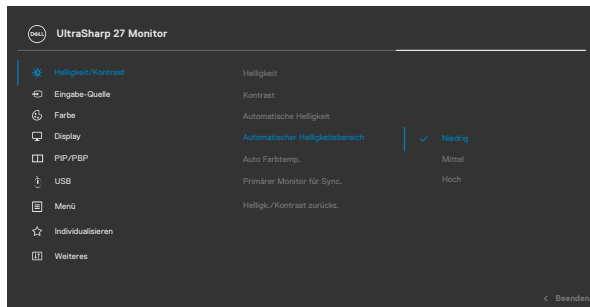 DELL UltraSharp 27 Monitor
Helligkeit/Kontrast
Eingabe-Quelle
Farbe
Display
PIP/PBP
USB
Menü
Individualisieren
Weiteres
Helligkeit
Kontrast
Automatische Helligkeit
Automatischer Helligkeitsbereich
Auto Farbtemp.
Primärer Monitor für Sync.
Helligk./Kontrast zurücks.
Niedrig
Mittel
Hoch
Beenden